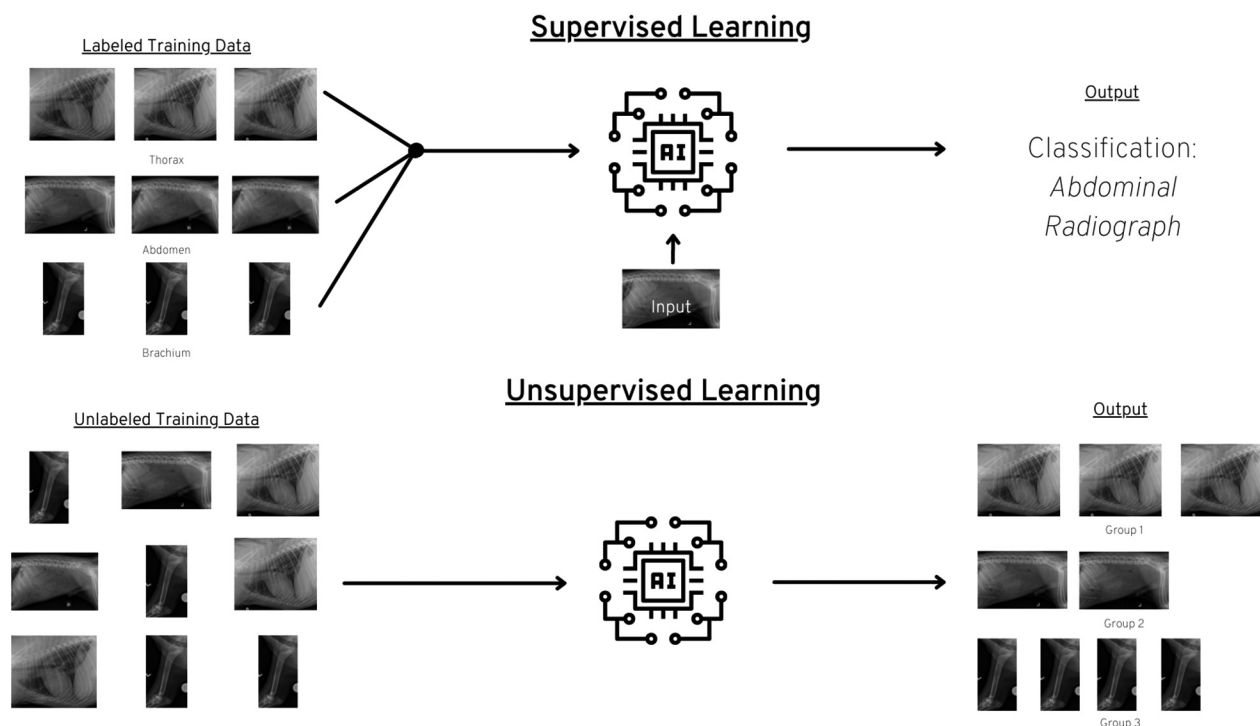 Supervised Learning
Labeled Training Data
Thorax
Abdomen
Brachium
AI
Input
Output
Classification:
Abdominal
Radiograph
Unsupervised Learning
Unlabeled Training Data
AI
Output
Group 1
Group 2
Group 3